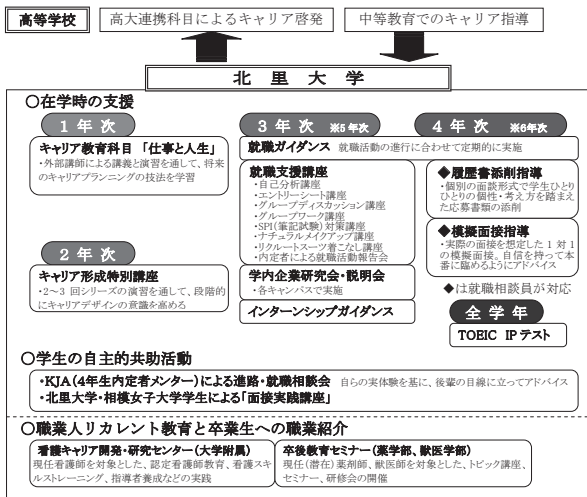 高等学校
高大連携科目によるキャリア啓発
中等教育でのキャリア指導
北里大学
○在学時の支援
1年次
キャリア教育科目 「仕事と人生」
・外部講師による講義と演習を通して、将来
のキャリアプランニングの技法を学習
2年次
キャリア形成特別講座
・2~3 回シリーズの演習を通して、段階的
にキャリアデザインの意識を高める
3年次 ※5年次
4年次 ※6年次
就職ガイダンス 就職活動の進行に合わせて定期的に実施
就職支援講座
・自己分析講座
・エントリーシート講座
・グループディスカッション講座
・グループワーク講座
・SPI(筆記試験)対策講座
・ナチュラルメイクアップ講座
・リクルートスーツ着こなし講座
・内定者による就職活動報告会
学内企業研究会・説明会
・各キャンパスで実施
インターンシップガイダンス
◆履歴書添削指導
・個別の面談形式で学生ひとり
ひとりの個性・考え方を踏まえ
た応募書類の添削
◆模擬面接指導
・実際の面接を想定した 1 対 1
の模擬面接。自信を持って本
番に臨めるようにアドバイス
◆は就職相談員が対応
全学年
TOEIC IPテスト
○学生の自主的共助活動
・KJA(4年生内定者メンター)による進路・就職相談会 自らの実体験を基に、後輩の目線に立ってアドバイス
・北里大学・相模女子大学学生による「面接実践講座」
○職業人リカレント教育と卒業生への職業紹介
看護キャリア開発・研究センター(大学附属)
現任看護師を対象とした、認定看護師教育、看護スキ
ルストレーニング、指導者養成などの実践
卒後教育セミナー(薬学部、獣医学部)
現任(潜在)薬剤師、獣医師を対象とした、トピック講座、
セミナー、研修会の開催